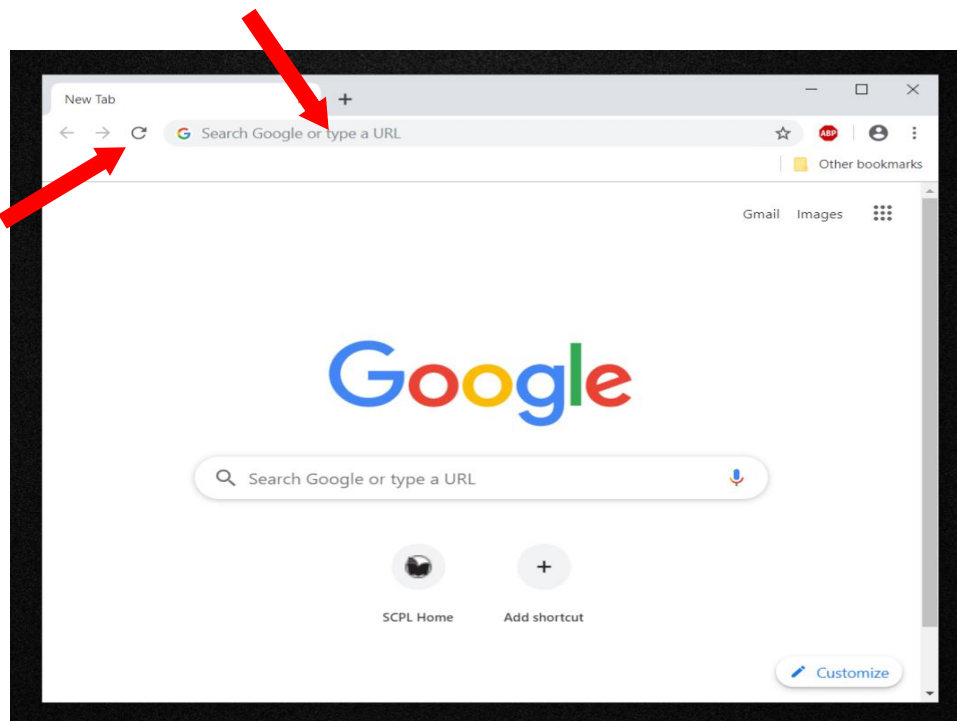 New Tab
Search Google or type a URL
ABP
Other bookmarks
Gmail Images
Google
Search Google or type a URL
SCPL Home Add shortcut
Customize